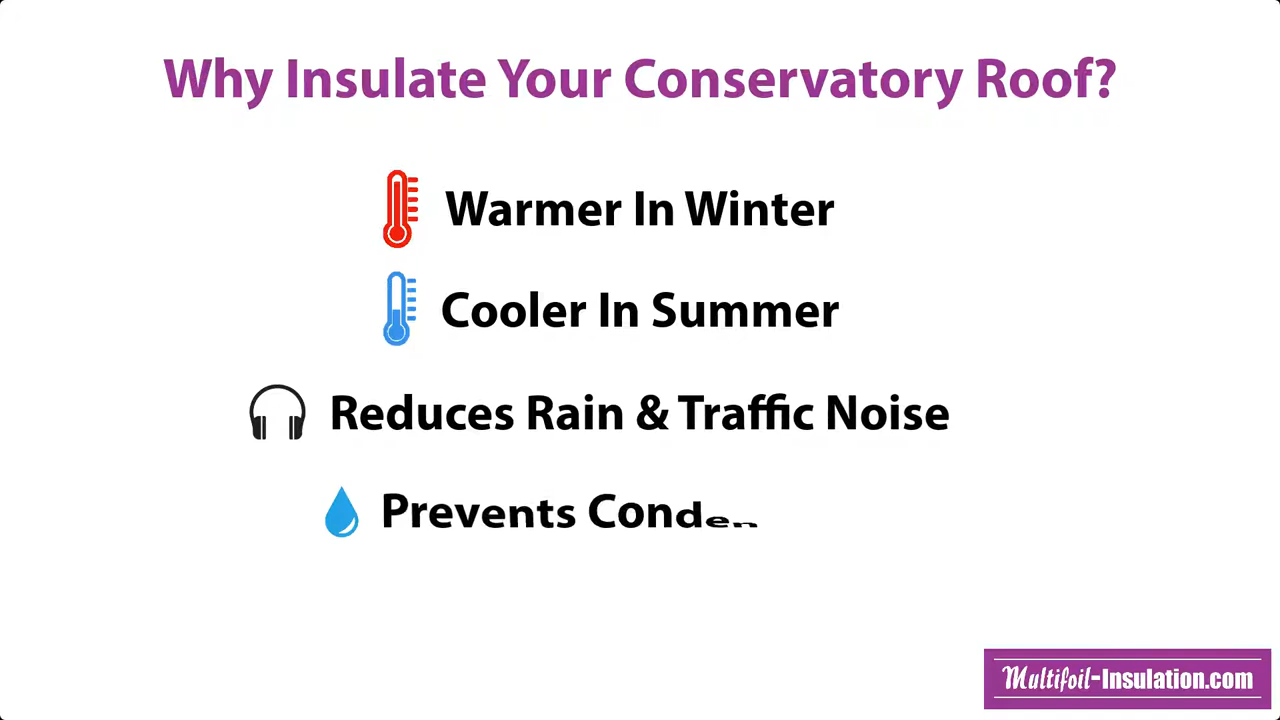 Why Insulate Your Conservatory Roof?
Warmer In Winter
Cooler In Summer
Reduces Rain & Traffic Noise
Prevents Conden
Multifoil-Insulation.com